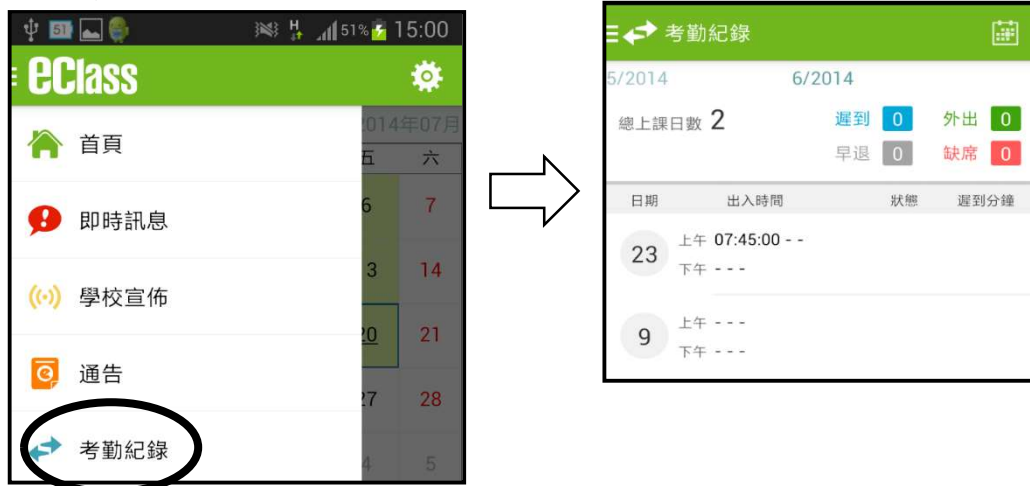 51 H 51% 15:00
eClass
2014年07月
五 六
首頁
6 7
即時訊息
3 14
學校宣佈
20 21
通告
27 28
考勤紀錄
4 5
考勤紀錄
5/2014 6/2014
總上課日數 2 遲到 0 外出 0
早退 0 缺席 0
日期 出入時間 狀態 遲到分鐘
23 上午 07:45:00 - -
下午 - - -
9 上午 - - -
下午 - - -